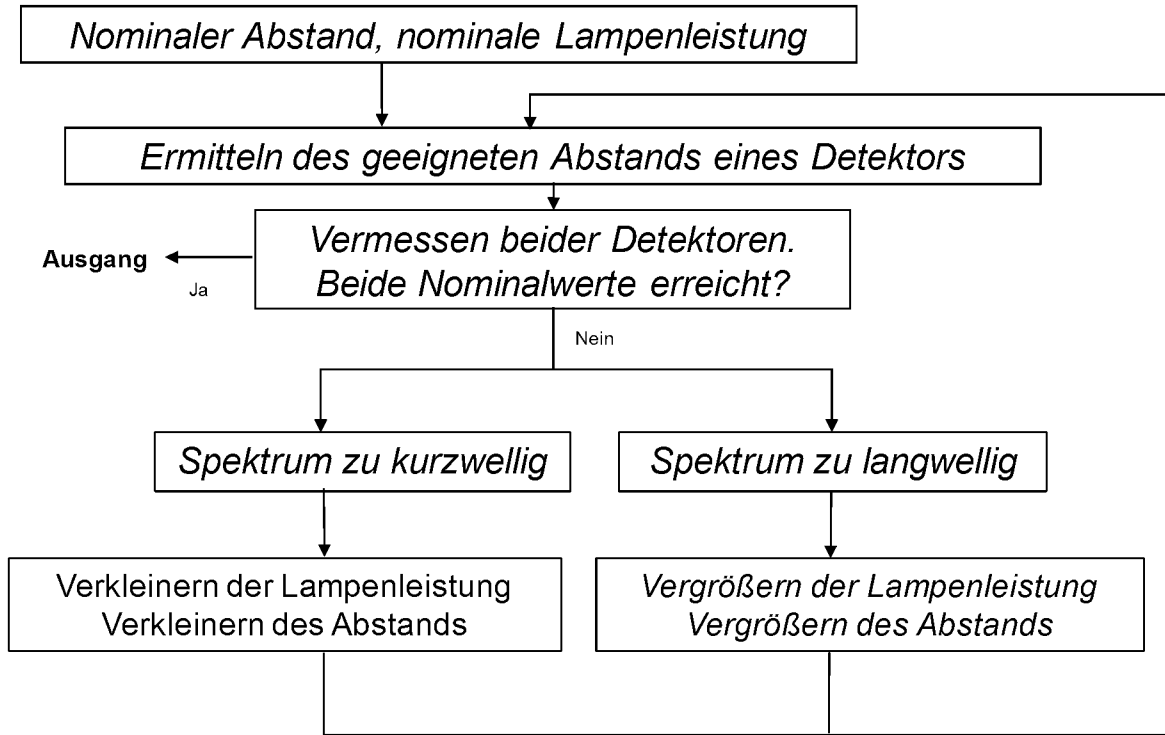 Nominaler Abstand, nominale Lampenleistung
Ermitteln des geeigneten Abstands eines Detektors
Vermessen beider Detektoren.
Beide Nominalwerte erreicht?
Ausgang
Ja
Nein
Spektrum zu kurzwellig
Spektrum zu langwellig
Verkleinern der Lampenleistung
Verkleinern des Abstands
Vergrößern der Lampenleistung
Vergrößern des Abstands